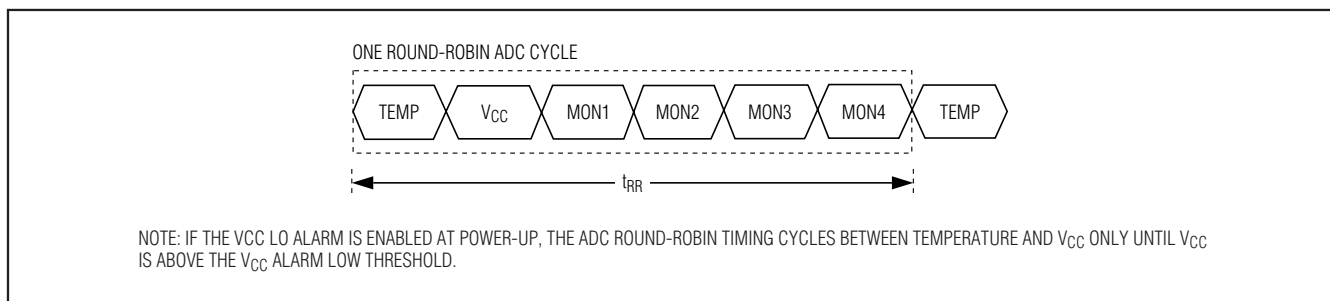 ONE ROUND-ROBIN ADC CYCLE
TEMP VCC MON1 MON2 MON3 MON4 TEMP
tRR
NOTE: IF THE VCC LO ALARM IS ENABLED AT POWER-UP, THE ADC ROUND-ROBIN TIMING CYCLES BETWEEN TEMPERATURE AND VCC ONLY UNTIL VCC
IS ABOVE THE VCC ALARM LOW THRESHOLD.